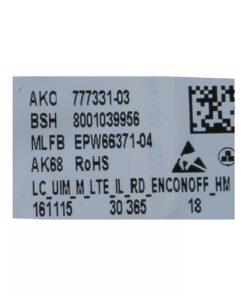 AKO 777331-03
BSH 8001039956
MLFB EPW66371-04
AK68 RoHS
LC_UIM_M_LTE_IL_RD_ENCONOFF_HM
161115 30 365 18